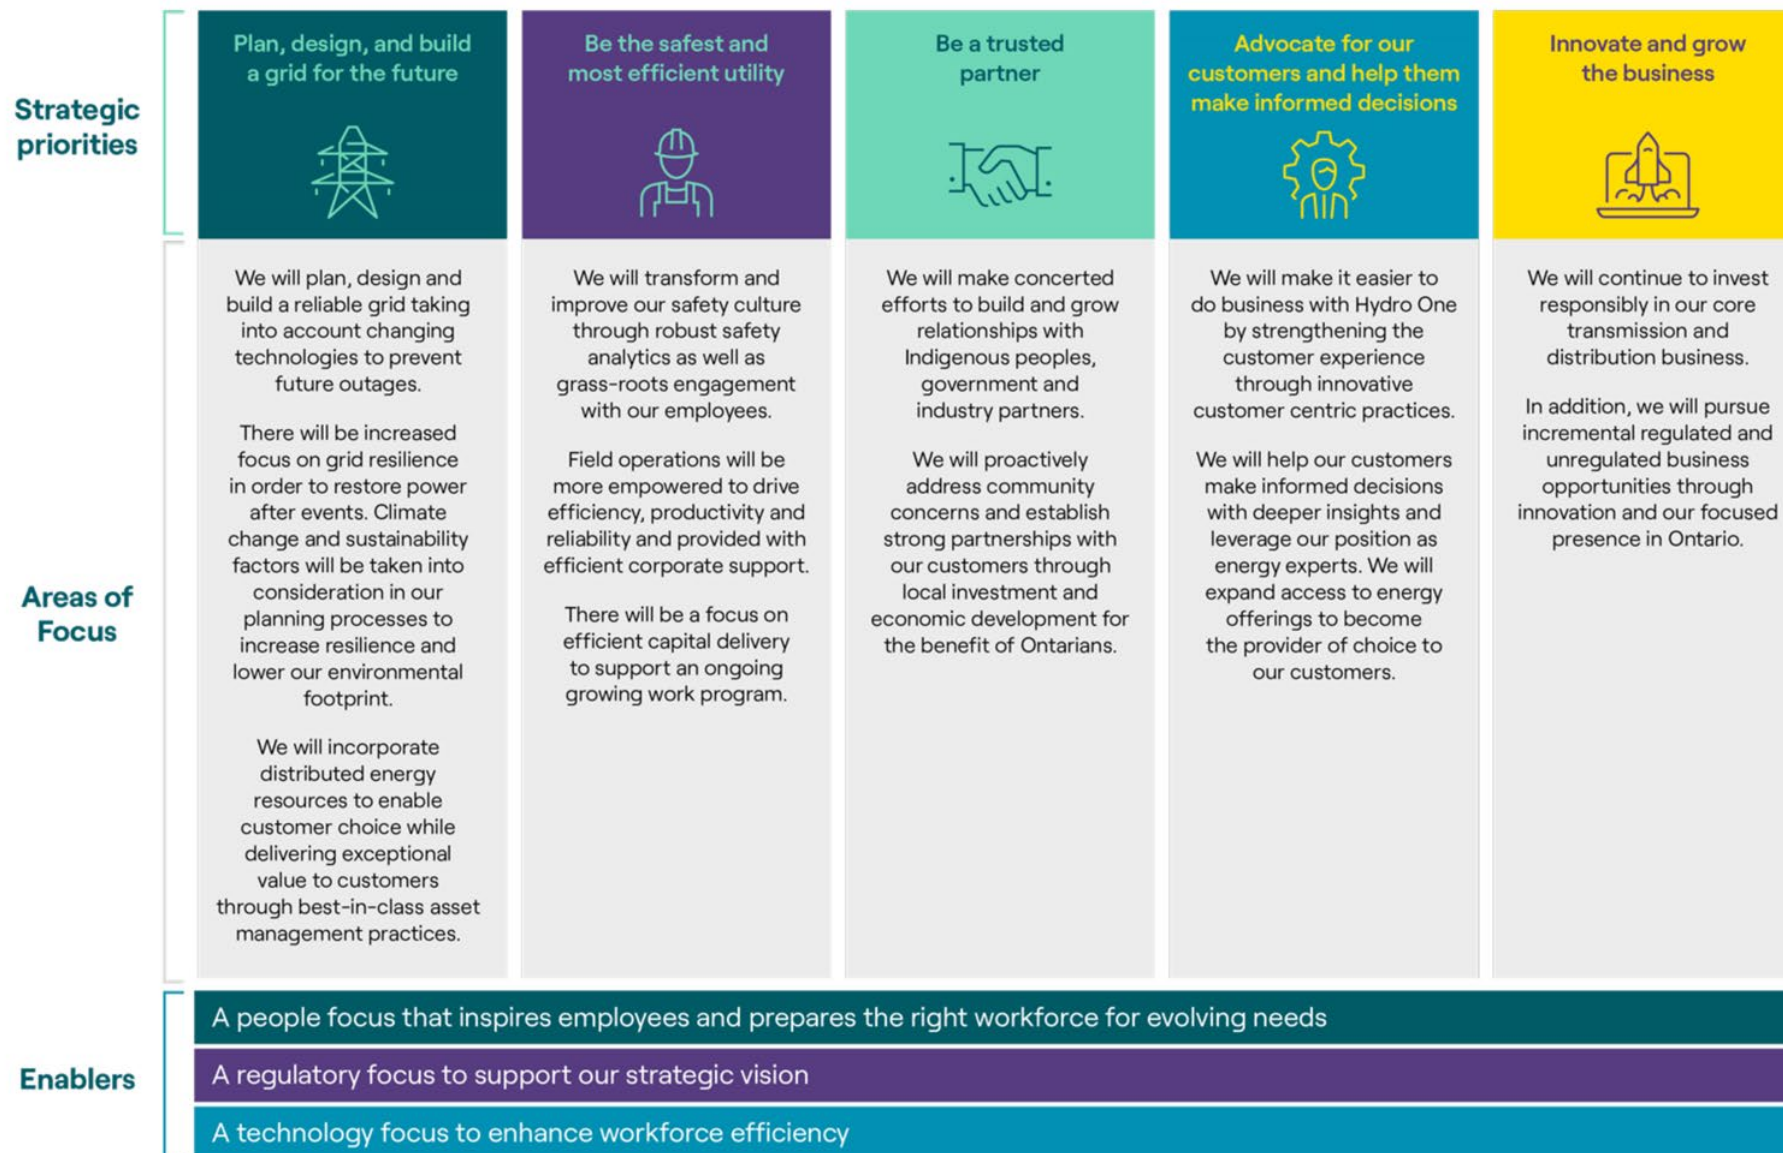 Strategic
priorities
Plan, design, and build
a grid for the future
Be the safest and
most efficient utility
Be a trusted
partner
Advocate for our
customers and help them
make informed decisions
Innovate and grow
the business
Areas of
Focus
We will plan, design and
build a reliable grid taking
into account changing
technologies to prevent
future outages.
There will be increased
focus on grid resilience
in order to restore power
after events. Climate
change and sustainability
factors will be taken into
consideration in our
planning processes to
increase resilience and
lower our environmental
footprint.
We will incorporate
distributed energy
resources to enable
customer choice while
delivering exceptional
value to customers
through best-in-class asset
management practices.
We will transform and
improve our safety culture
through robust safety
analytics as well as
grass-roots engagement
with our employees.
Field operations will be
more empowered to drive
efficiency, productivity and
reliability and provided with
efficient corporate support.
There will be a focus on
efficient capital delivery
to support an ongoing
growing work program.
We will make concerted
efforts to build and grow
relationships with
Indigenous peoples,
government and
industry partners.
We will proactively
address community
concerns and establish
strong partnerships with
our customers through
local investment and
economic development for
the benefit of Ontarians.
We will make it easier to
do business with Hydro One
by strengthening the
customer experience
through innovative
customer centric practices.
We will help our customers
make informed decisions
with deeper insights and
leverage our position as
energy experts. We will
expand access to energy
offerings to become
the provider of choice to
our customers.
We will continue to invest
responsibly in our core
transmission and
distribution business.
In addition, we will pursue
incremental regulated and
unregulated business
opportunities through
innovation and our focused
presence in Ontario.
Enablers
A people focus that inspires employees and prepares the right workforce for evolving needs
A regulatory focus to support our strategic vision
A technology focus to enhance workforce efficiency